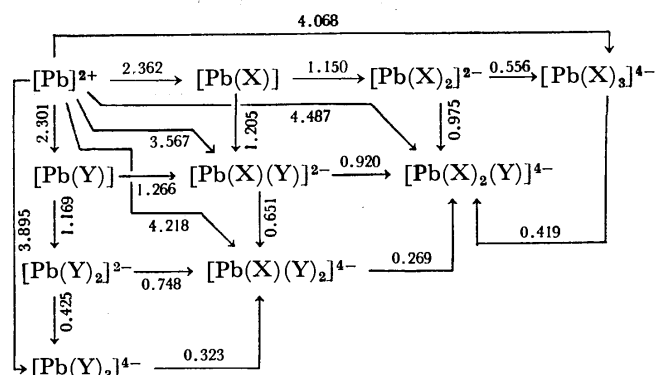 4.068
[Pb]2+ 2.362 [Pb(X)] 1.150 [Pb(X)2]2− 0.556 [Pb(X)3]4−
2.301 3.567 1.205 4.487 0.975
[Pb(Y)] 1.266 [Pb(X)(Y)]2− 0.920 [Pb(X)2(Y)]4−
3.895 1.169 4.218 0.651 0.419
[Pb(Y)2]2− 0.748 [Pb(X)(Y2)]4− 0.269
0.425 0.323
[Pb(Y)3]4−